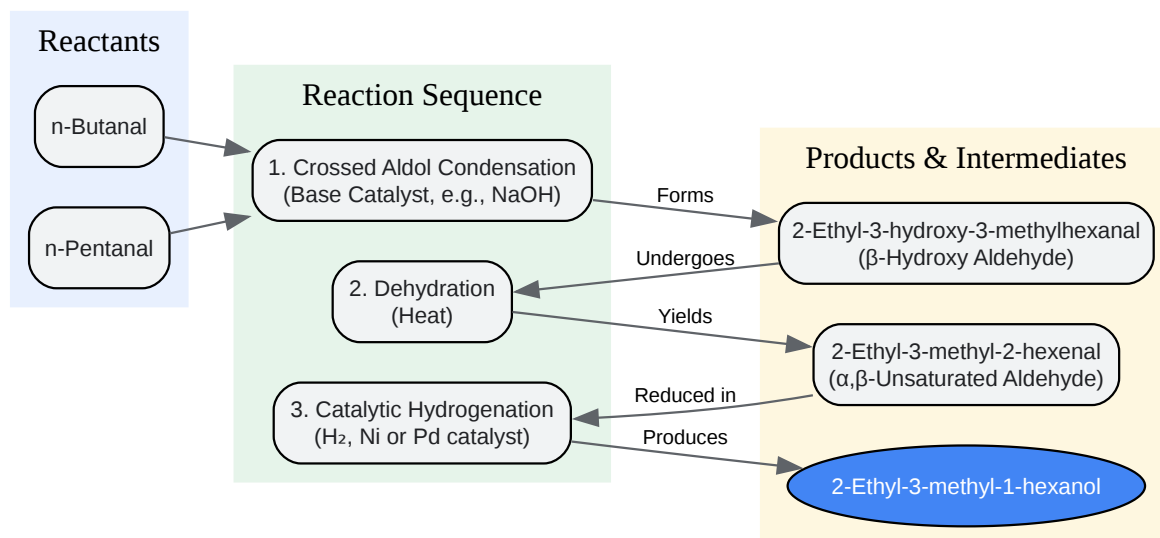 Reactants
n-Butanal
n-Pentanal
Reaction Sequence
1. Crossed Aldol Condensation
(Base Catalyst, e.g., NaOH)
2. Dehydration
(Heat)
3. Catalytic Hydrogenation
(H₂, Ni or Pd catalyst)
Forms
Undergoes
Yields
Reduced in
Produces
Products & Intermediates
2-Ethyl-3-hydroxy-3-methylhexanal
(β-Hydroxy Aldehyde)
2-Ethyl-3-methyl-2-hexenal
(α,β-Unsaturated Aldehyde)
2-Ethyl-3-methyl-1-hexanol